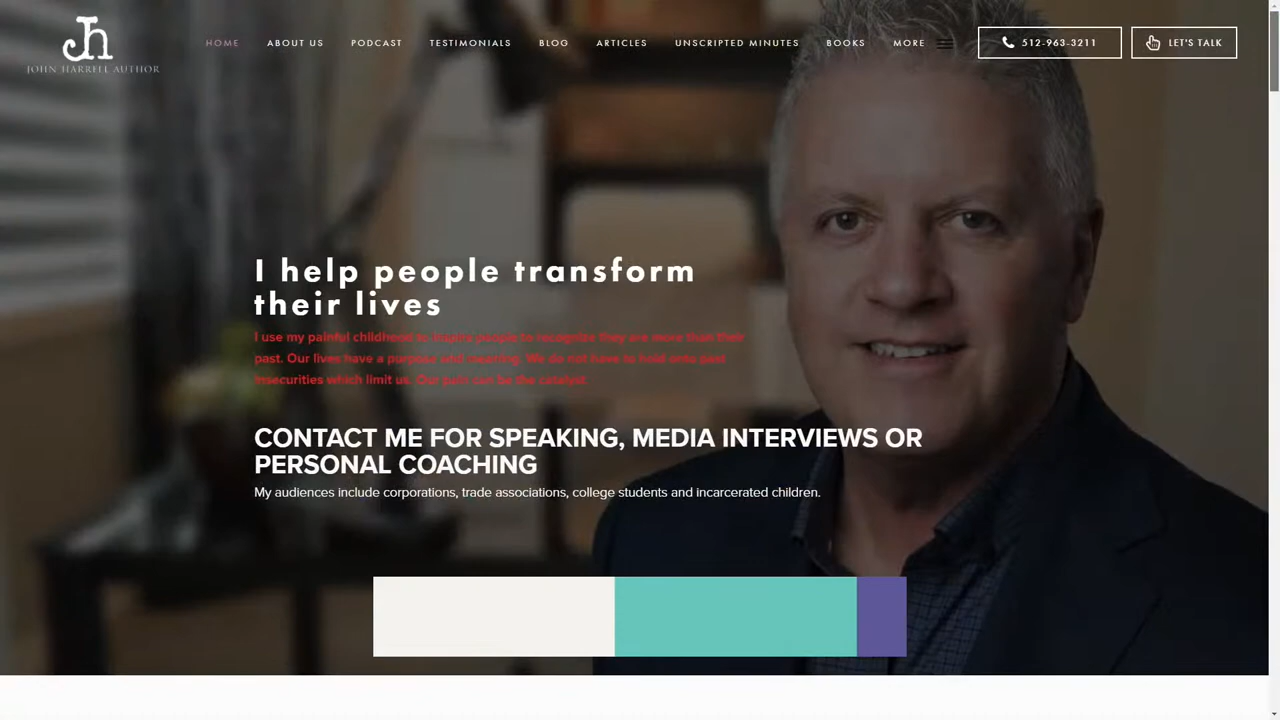 JOHN HARRELL AUTHOR
HOME ABOUT US PODCAST TESTIMONIALS BLOG ARTICLES UNSCRIPTED MINUTES BOOKS MORE 512-963-3211 LET'S TALK
I help people transform
their lives
I use my painful childhood to inspire people to recognize they are more than their
past. Our lives have a purpose and meaning. We do not have to hold onto past
insecurities which limit us. Our pain can be the catalyst
CONTACT ME FOR SPEAKING, MEDIA INTERVIEWS OR
PERSONAL COACHING
My audiences include corporations, trade associations, college students and incarcerated children.